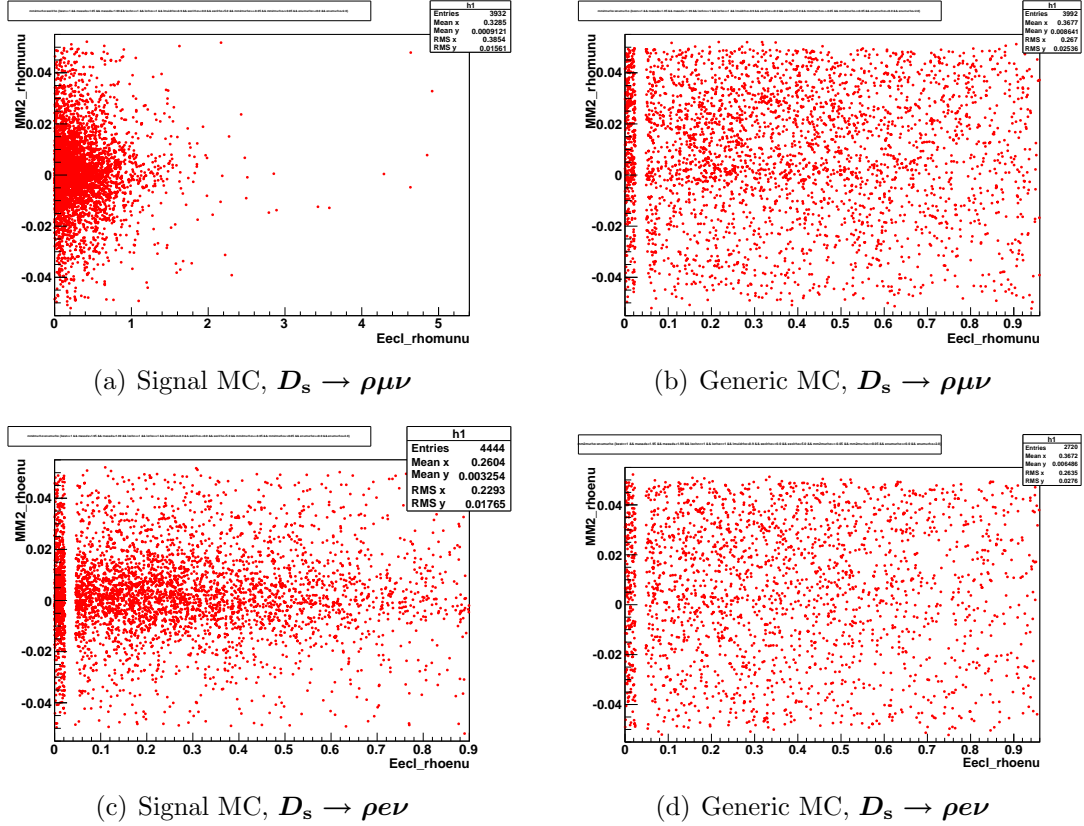 h1
Entries 3932
Mean x 0.3285
Mean y 0.0009121
RMS x 0.3854
RMS y 0.01561
MM2_rhomunu
0.04
0.02
0
-0.02
-0.04
0 1 2 3 4 5
Eecl_rhomunu
(a) Signal MC, D_s → ρμν
h1
Entries 3992
Mean x 0.3677
Mean y 0.008641
RMS x 0.267
RMS y 0.02536
MM2_rhomunu
0.04
0.02
0
-0.02
-0.04
0 0.1 0.2 0.3 0.4 0.5 0.6 0.7 0.8 0.9
Eecl_rhomunu
(b) Generic MC, D_s → ρμν
h1
Entries 4444
Mean x 0.2604
Mean y 0.003254
RMS x 0.2293
RMS y 0.01765
MM2_rhoenu
0.04
0.02
0
-0.02
-0.04
0 0.1 0.2 0.3 0.4 0.5 0.6 0.7 0.8 0.9
Eecl_rhoenu
(c) Signal MC, D_s → ρeν
h1
Entries 2720
Mean x 0.3672
Mean y 0.006486
RMS x 0.2635
RMS y 0.0276
MM2_rhoenu
0.04
0.02
0
-0.02
-0.04
0 0.1 0.2 0.3 0.4 0.5 0.6 0.7 0.8 0.9
Eecl_rhoenu
(d) Generic MC, D_s → ρeν